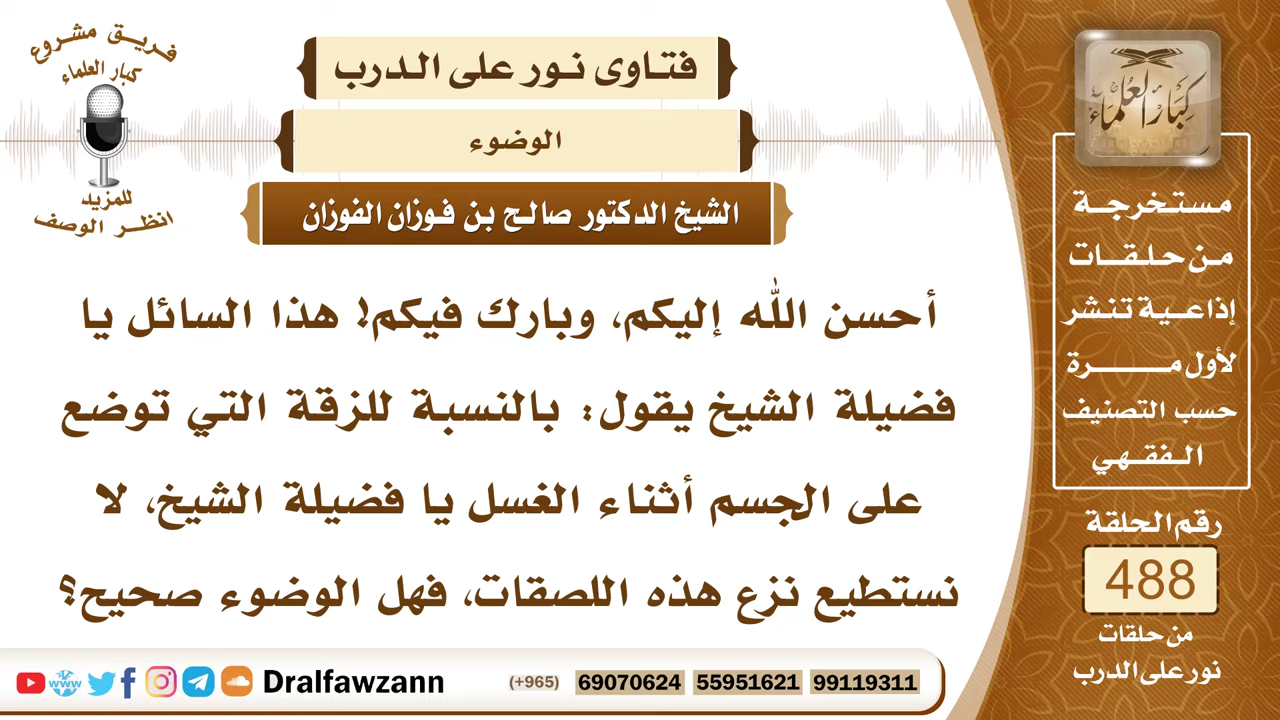 فريق مشروع
كبار العلماء
للمزيد
انظر الوصف
فتاوى نور على الدرب
الوضوء
الشيخ الدكتور صالح بن فوزان الفوزان
أحسن الله إليكم، وبارك فيكم! هذا السائل يا
فضيلة الشيخ يقول: بالنسبة للزقة التي توضع
على الجسم أثناء الغسل يا فضيلة الشيخ، لا
نستطيع نزع هذه اللصقات، فهل الوضوء صحيح؟
كبار العلماء
مستخرجة
من حلقات
إذاعية تنشر
لأول مرة
حسب التصنيف
الفقهي
رقم الحلقة
488
من حلقات
نور على الدرب
www Dralfawzann (+965) 69070624 55951621 99119311